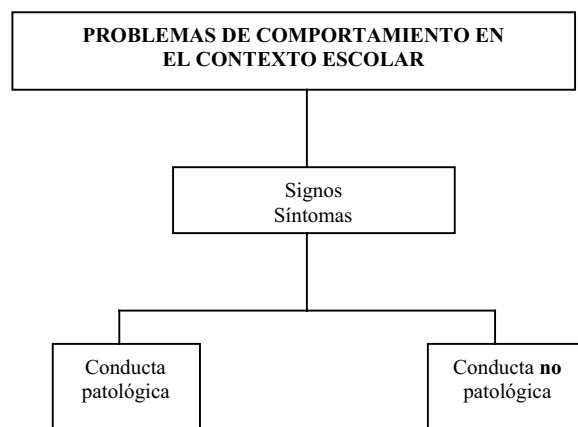 PROBLEMAS DE COMPORTAMIENTO EN
EL CONTEXTO ESCOLAR
Signos
Síntomas
Conducta
patológica
Conducta no
patológica